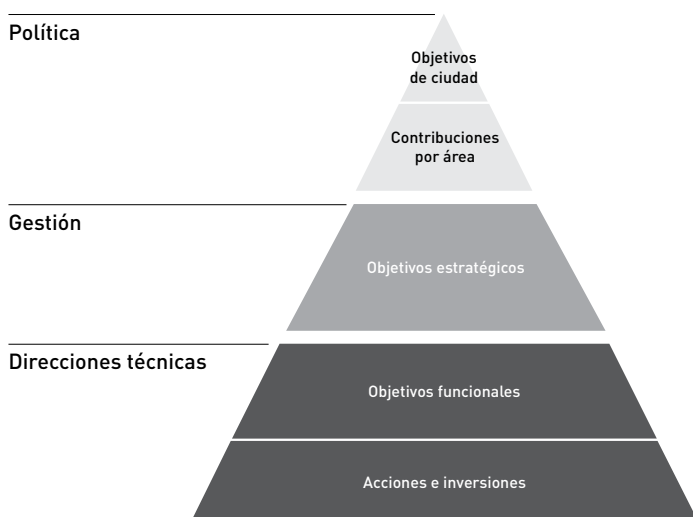 Política
Objetivos
de ciudad
Contribuciones
por área
Gestión
Objetivos estratégicos
Direcciones técnicas
Objetivos funcionales
Acciones e inversiones